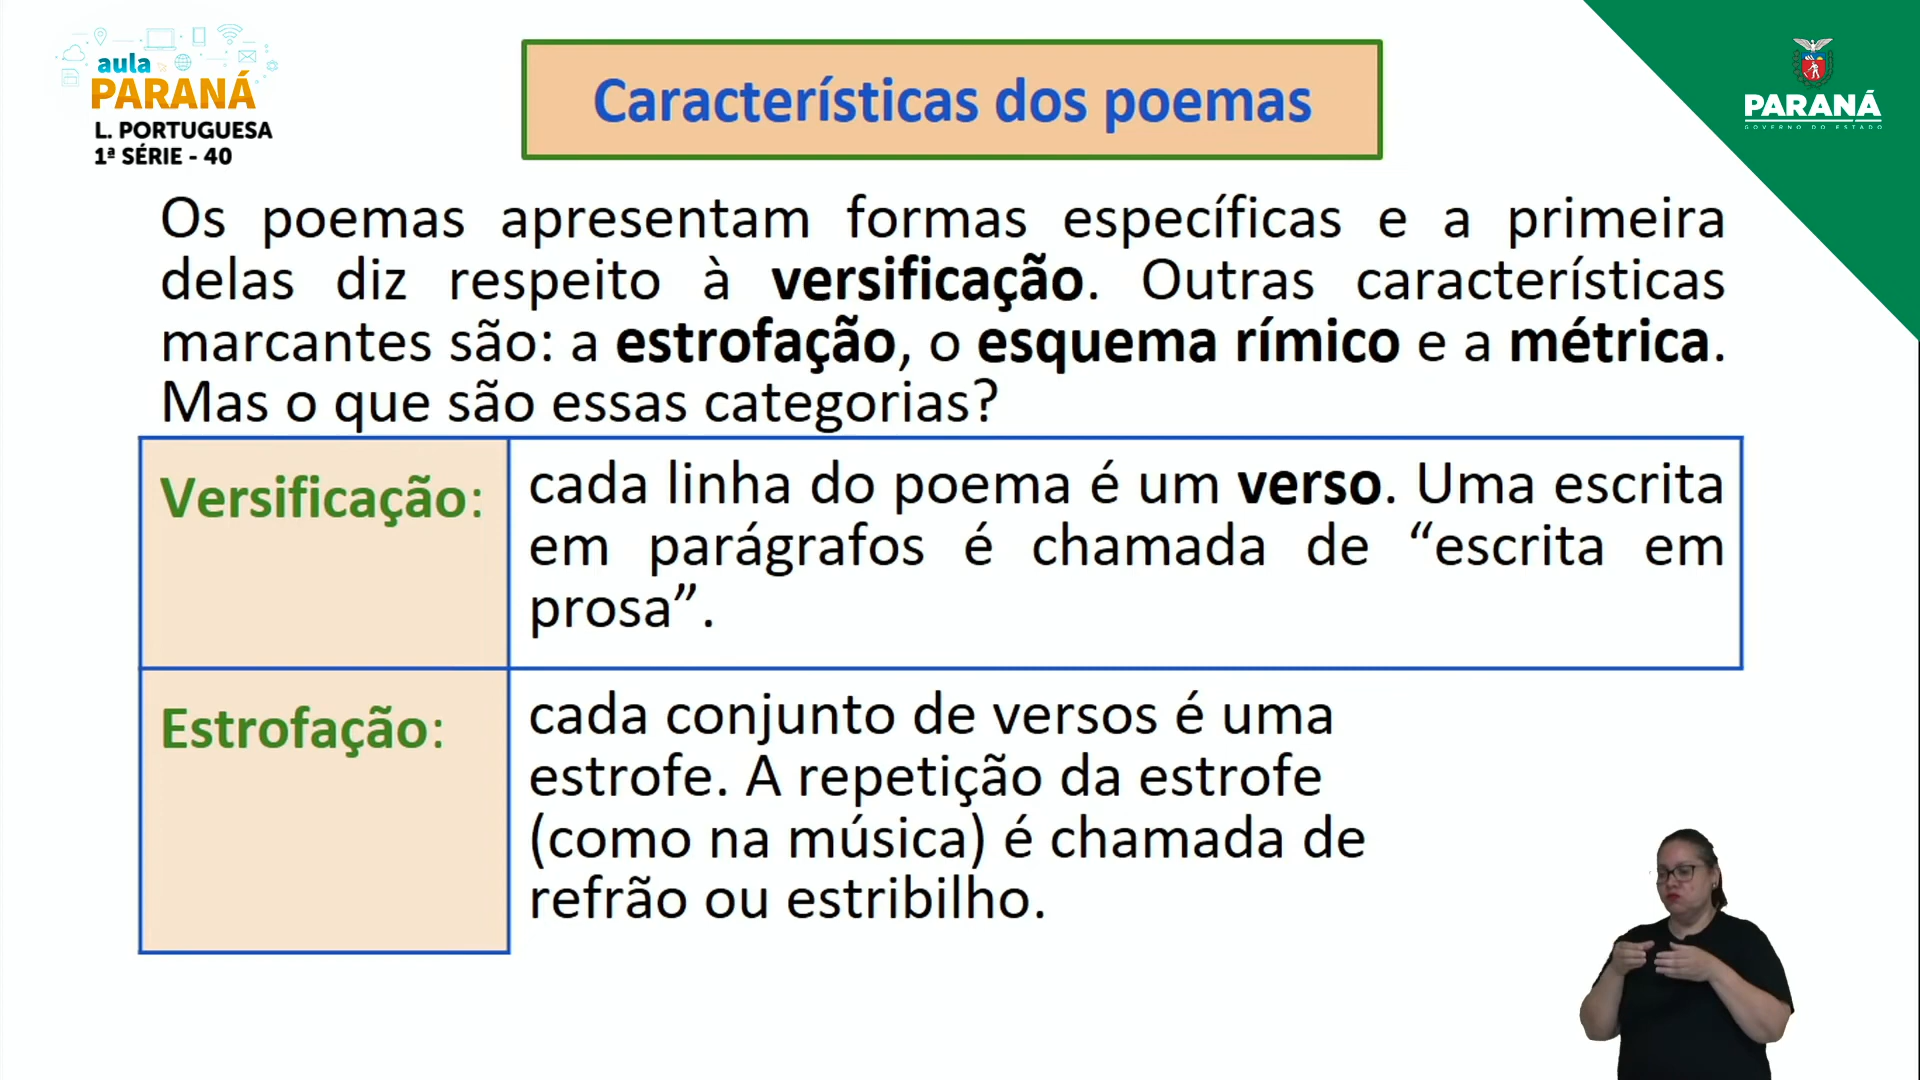 aula
PARANÁ
L. PORTUGUESA
1ª SÉRIE - 40
Características dos poemas
PARANÁ
GOVERNO DO ESTADO
Os poemas apresentam formas específicas e a primeira
delas diz respeito à versificação. Outras características
marcantes são: a estrofação, o esquema rímico e a métrica.
Mas o que são essas categorias?
Versificação:
cada linha do poema é um verso. Uma escrita
em parágrafos é chamada de “escrita em
prosa”.
Estrofação:
cada conjunto de versos é uma
estrofe. A repetição da estrofe
(como na música) é chamada de
refrão ou estribilho.